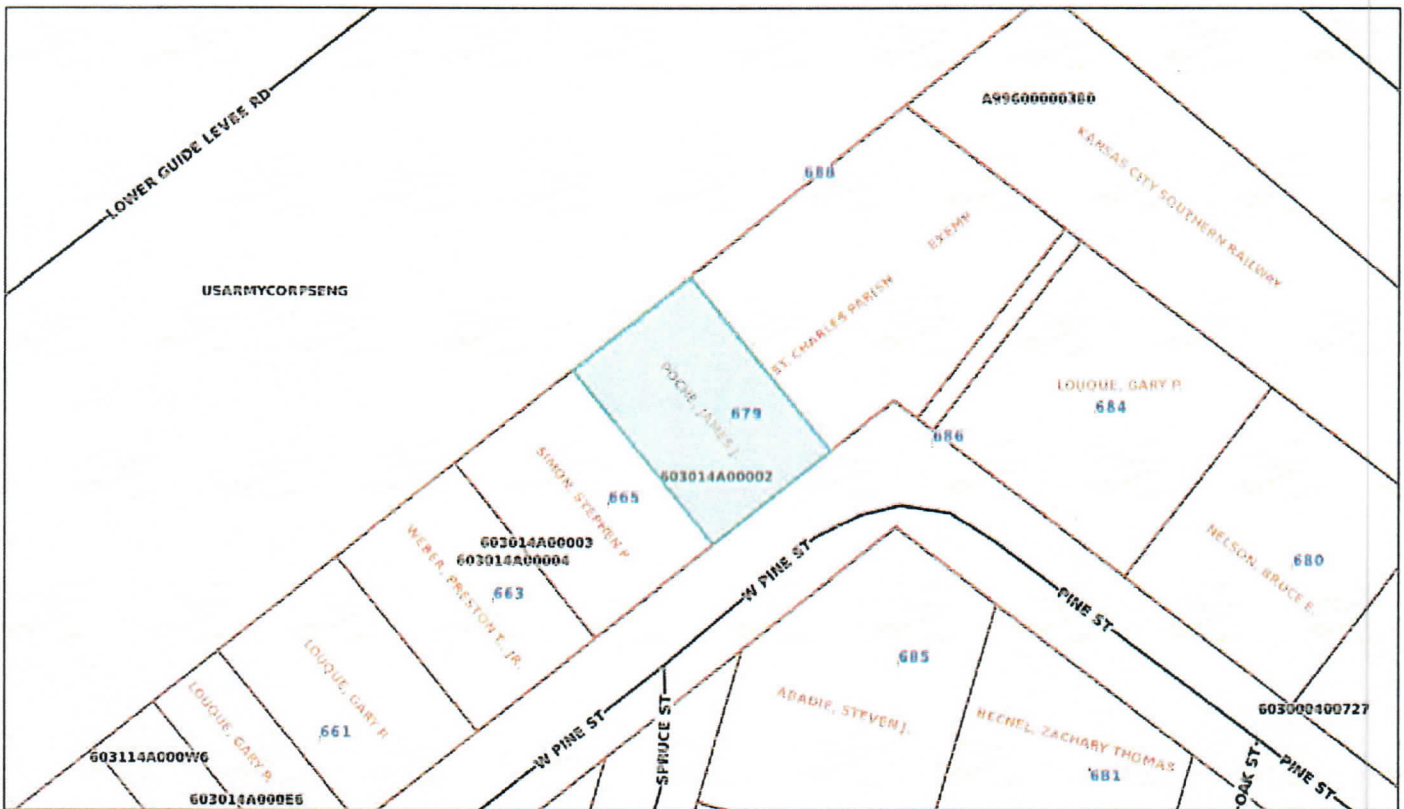 LOWER GUIDE LEVEE RD
A99600000380
KANSAS CITY SOUTHERN RAILWAY
688
EXEMP
USARMYCORPSENG
ST. CHARLES PARISH
POCHE, JAMES J.
679
603014A00002
LOUQUE, GARY P.
684
686
SIMON, STEPHEN P.
665
603014A00003
603014A00004
WEBER, PRESTON T., JR.
663
W PINE ST
PINE ST
NELSON, BRUCE E.
680
LOUQUE, GARY P.
661
LOUQUE, GARY P.
603114A000W6
603014A000E6
W PINE ST
SPRUCE ST
685
ABADIE, STEVEN J.
HECNEL, ZACHARY THOMAS
681
603000400727
OAK ST
PINE ST